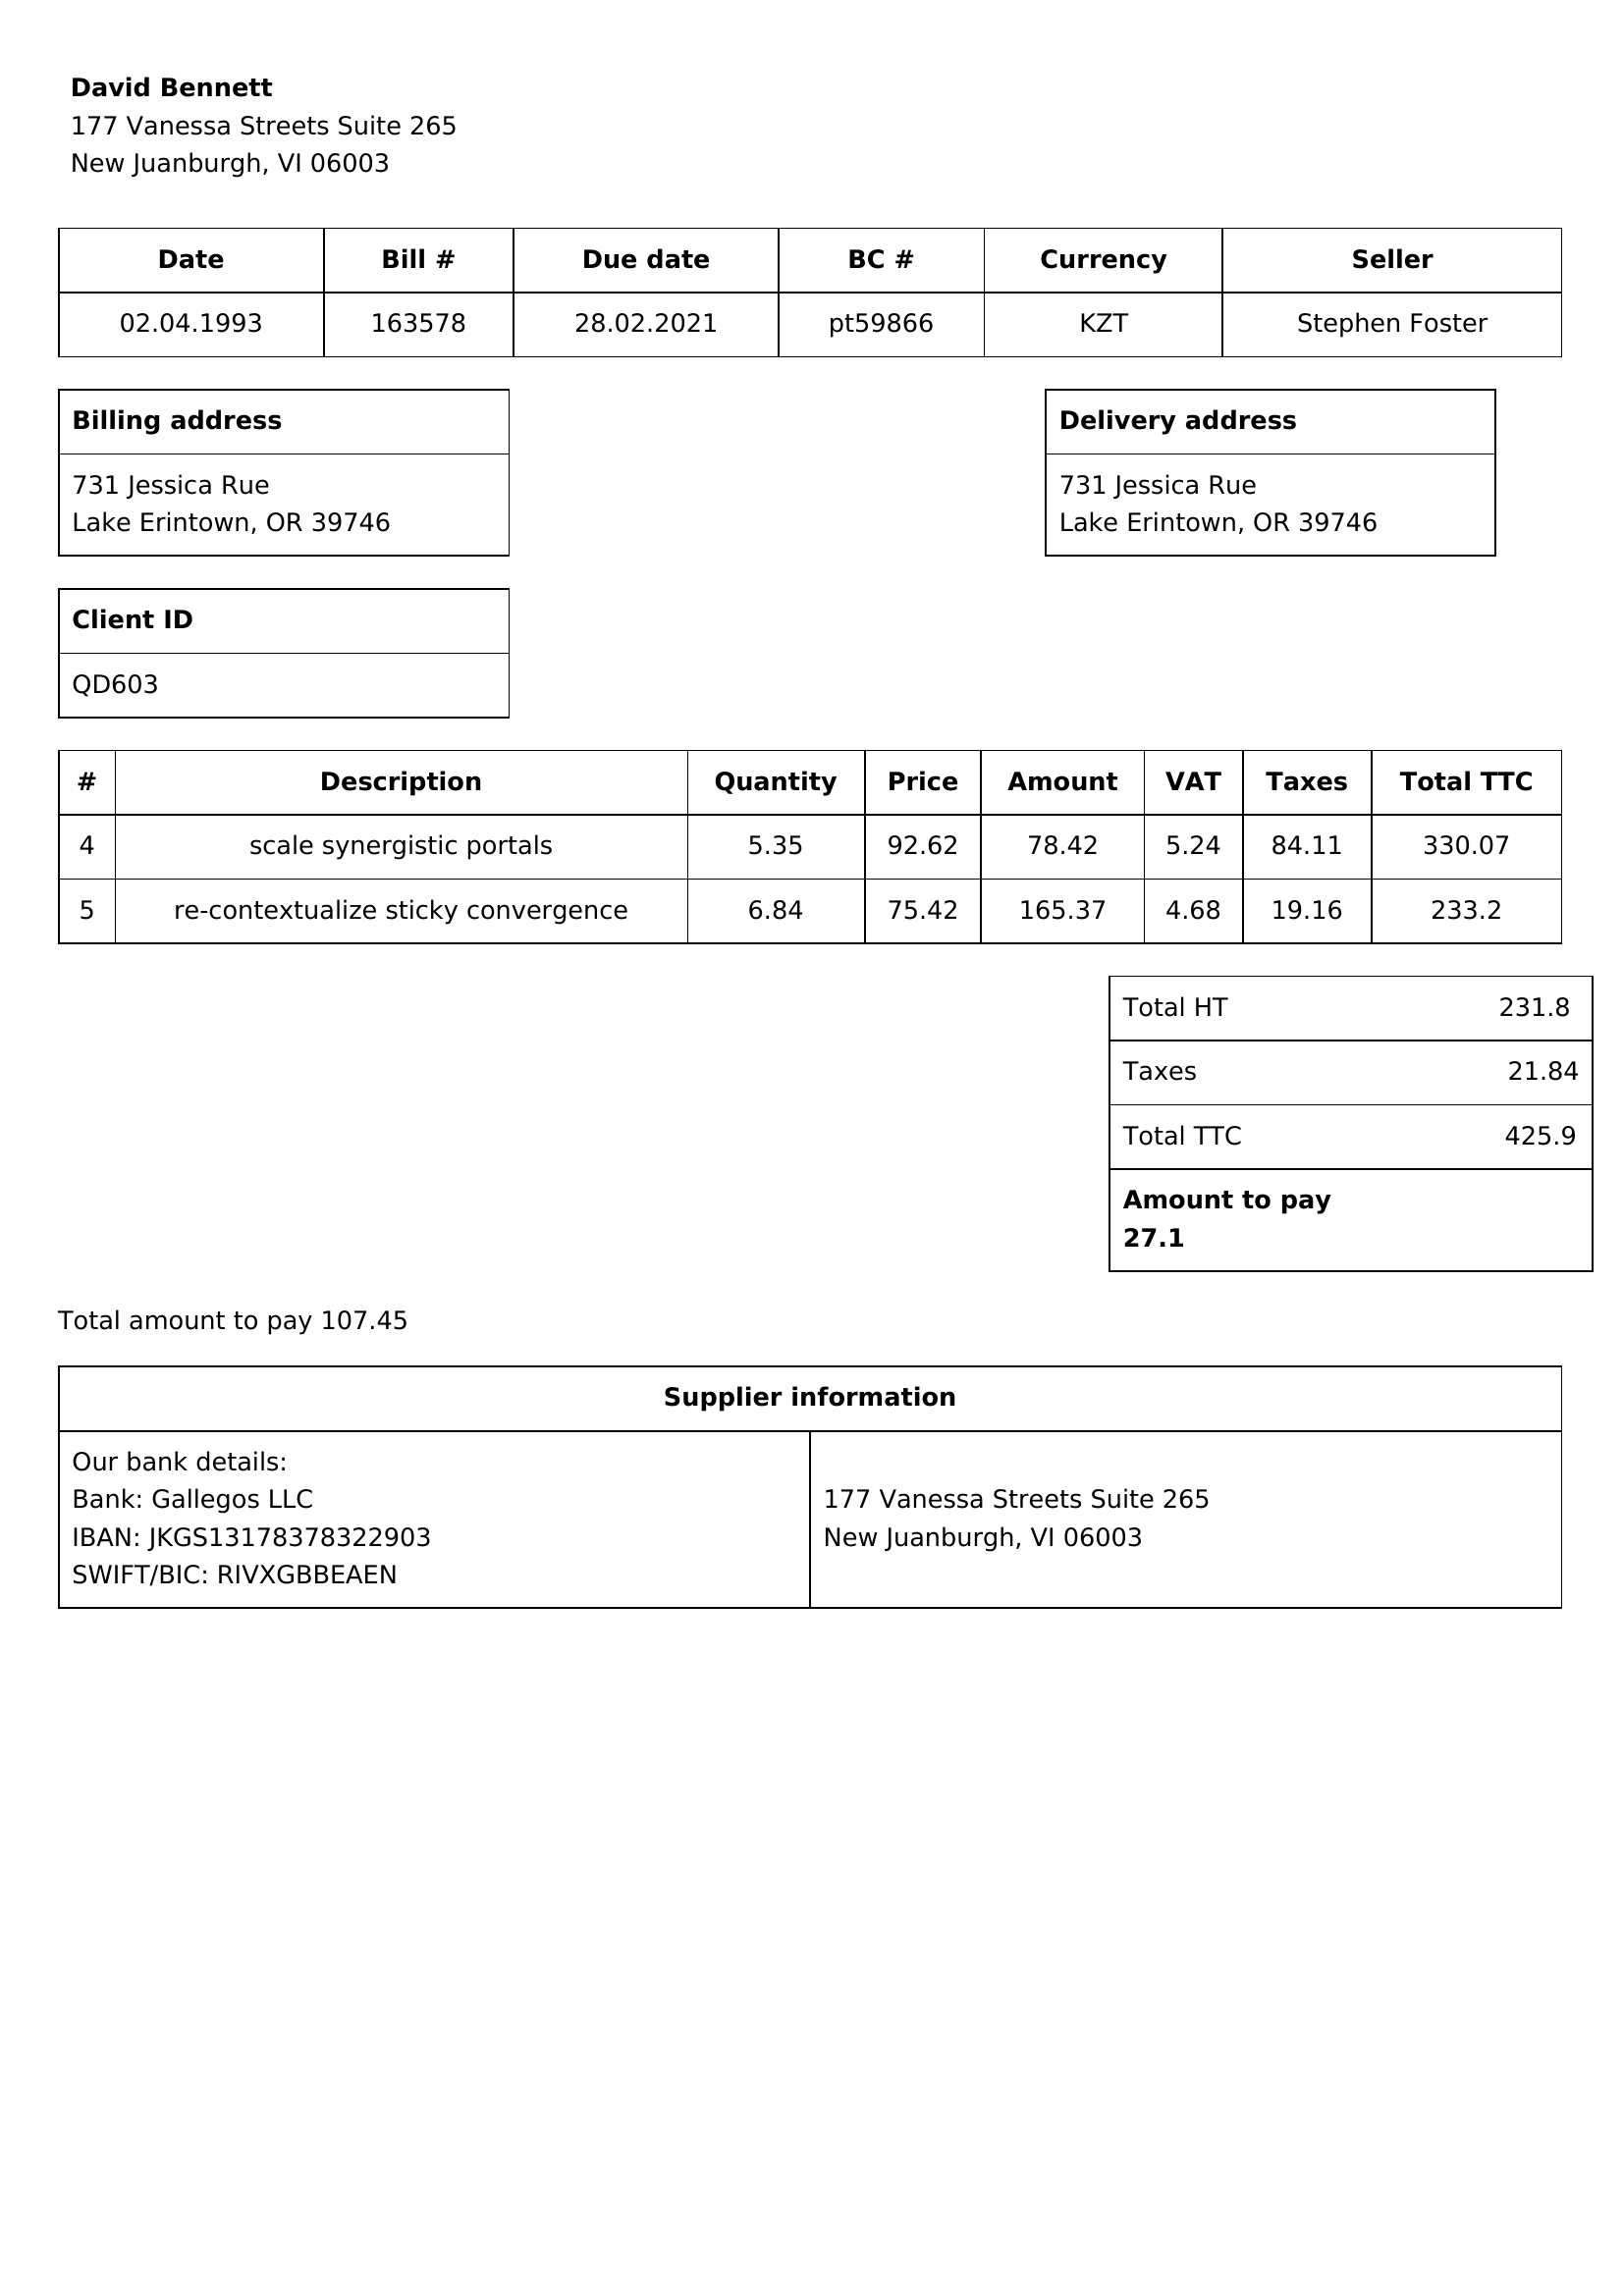 David Bennett
177 Vanessa Streets Suite 265
New Juanburgh, VI 06003
Date Bill # Due date BC # Currency Seller
02.04.1993 163578 28.02.2021 pt59866 KZT Stephen Foster
Billing address
731 Jessica Rue
Lake Erintown, OR 39746
Delivery address
731 Jessica Rue
Lake Erintown, OR 39746
Client ID
QD603
# Description Quantity Price Amount VAT Taxes Total TTC
4 scale synergistic portals 5.35 92.62 78.42 5.24 84.11 330.07
5 re-contextualize sticky convergence 6.84 75.42 165.37 4.68 19.16 233.2
Total HT 231.8
Taxes 21.84
Total TTC 425.9
Amount to pay
27.1
Total amount to pay 107.45
Supplier information
Our bank details:
Bank: Gallegos LLC
IBAN: JKGS13178378322903
SWIFT/BIC: RIVXGBBEAEN
177 Vanessa Streets Suite 265
New Juanburgh, VI 06003